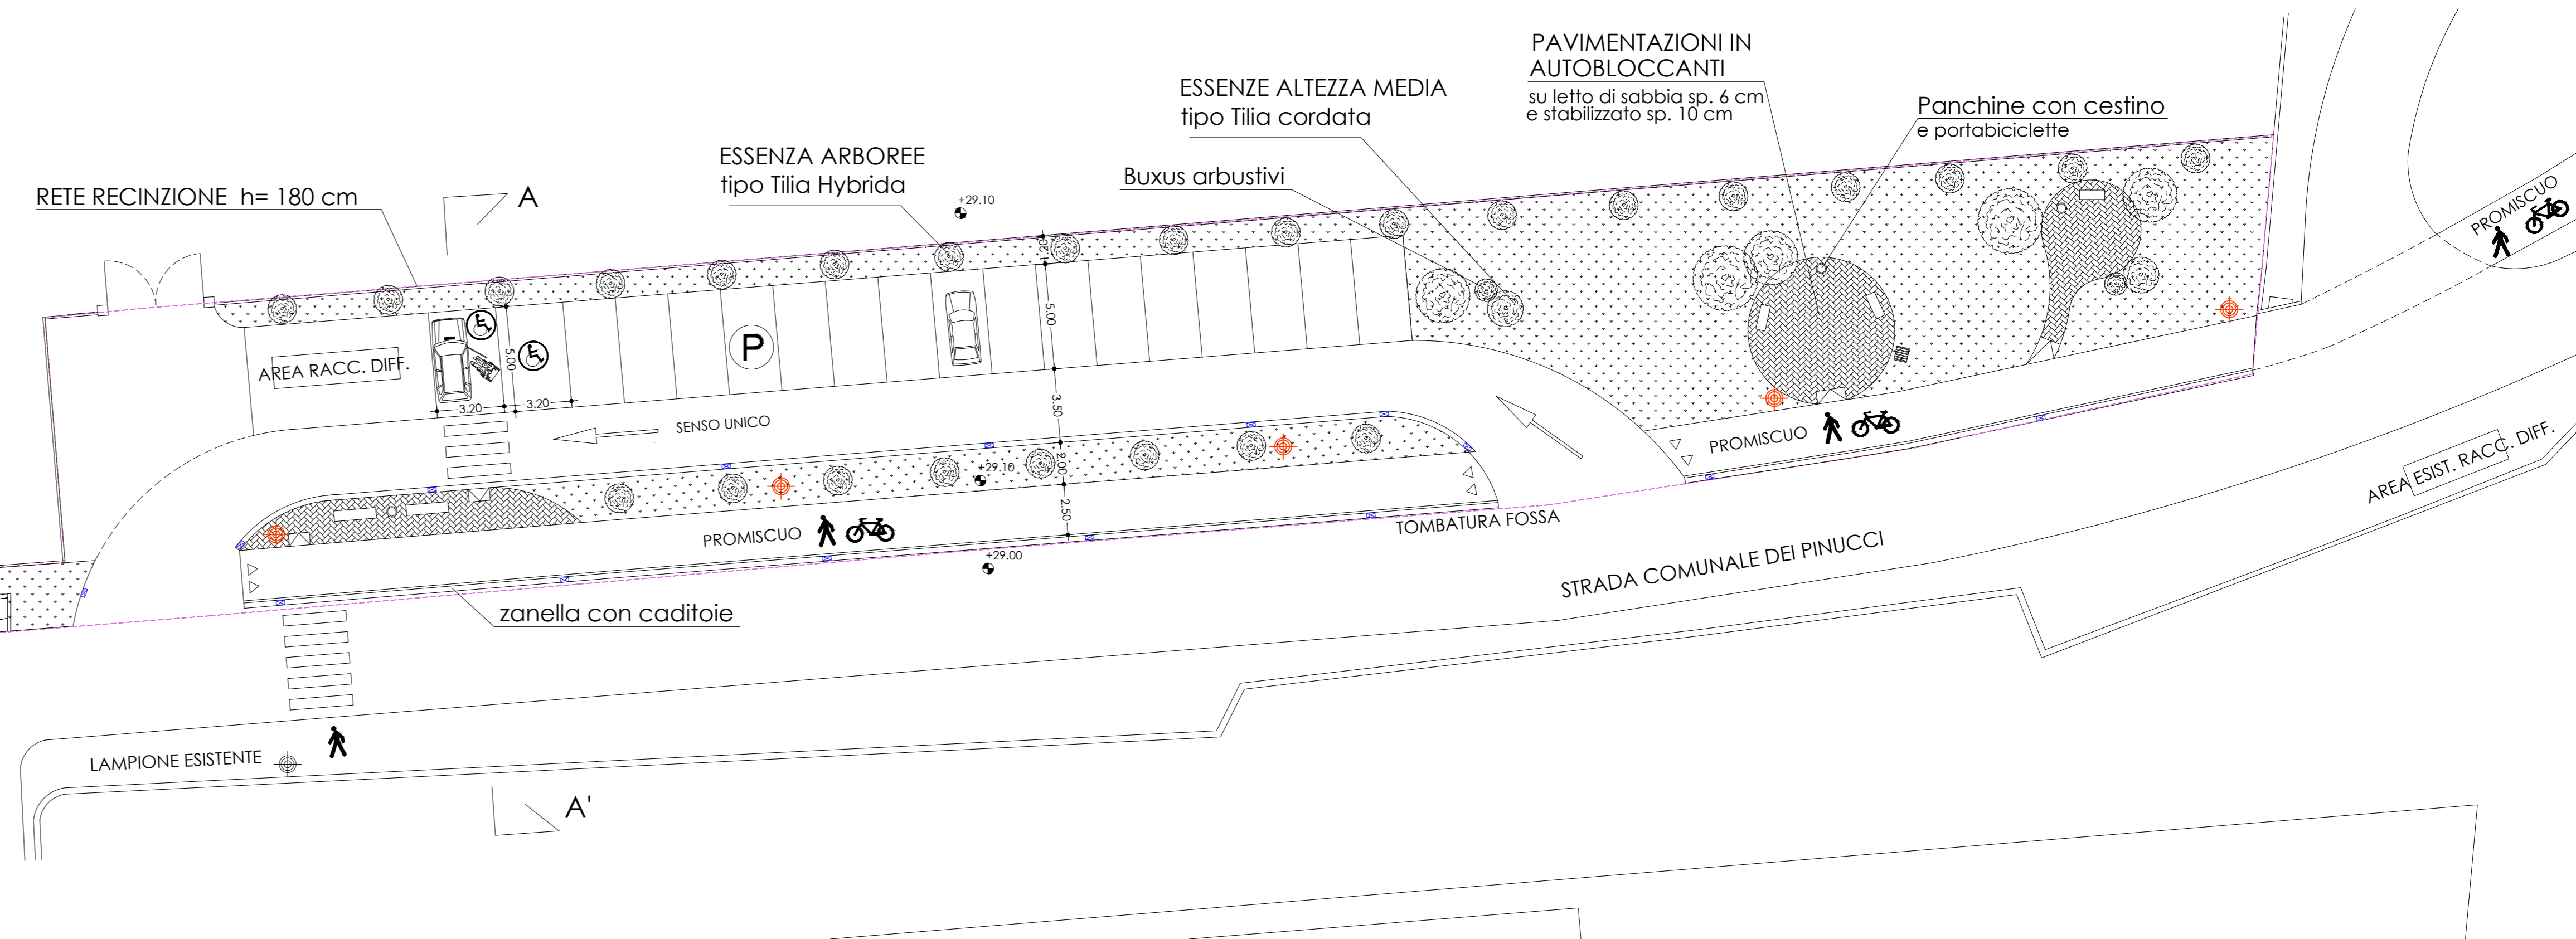 PAVIMENTAZIONI IN
AUTOBLOCCANTI
su letto di sabbia sp. 6 cm
e stabilizzato sp. 10 cm
ESSENZE ALTEZZA MEDIA
tipo Tilia cordata
Panchine con cestino
e portabiciclette
ESSENZA ARBOREE
tipo Tilia Hybrida
Buxus arbustivi
RETE RECINZIONE h= 180 cm
A
+29.10
1.20
PROMISCUO
5.00
P
AREA RACC. DIFF.
5.00
3.20
3.20
3.50
SENSO UNICO
PROMISCUO
+29.10
2.00
AREA ESIST. RACC. DIFF.
2.50
PROMISCUO
TOMBATURA FOSSA
+29.00
STRADA COMUNALE DEI PINUCCI
zanella con caditoie
LAMPIONE ESISTENTE
A'